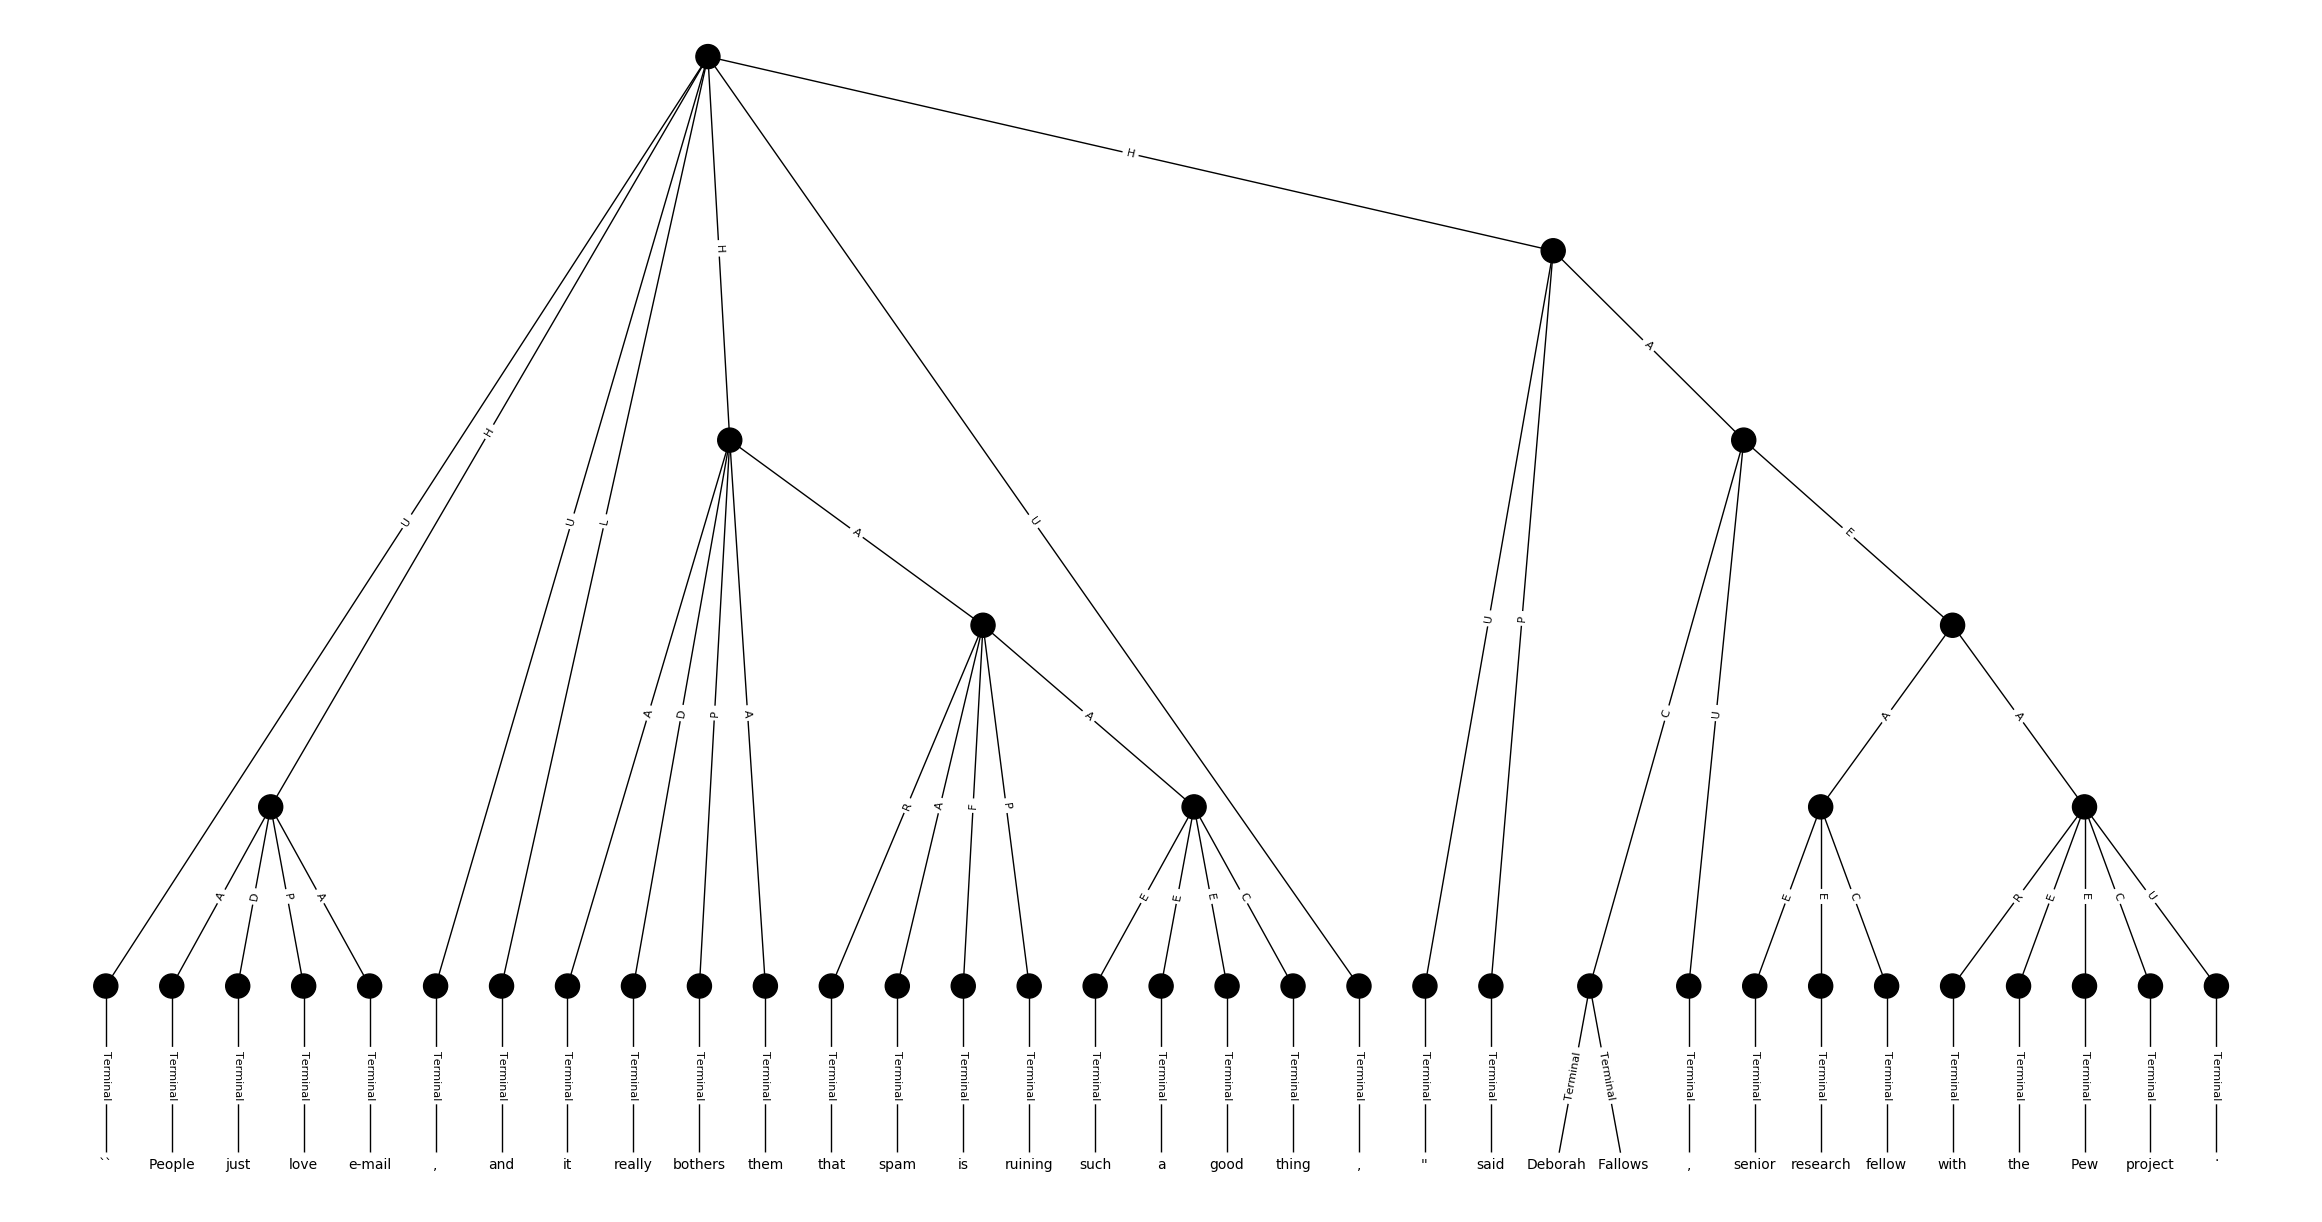 H
H
A
U
H
U
L
A
U
E
U
P
A
D
P
A
A
C
U
A
A
R
A
F
P
A
D
P
A
E
E
E
C
E
E
C
R
E
E
C
U
Terminal Terminal Terminal Terminal Terminal Terminal Terminal Terminal Terminal Terminal Terminal Terminal Terminal Terminal Terminal Terminal Terminal Terminal Terminal Terminal Terminal Terminal Terminal Terminal Terminal Terminal Terminal Terminal Terminal Terminal Terminal Terminal Terminal
`` People just love e-mail , and it really bothers them that spam is ruining such a good thing , " said Deborah Fallows , senior research fellow with the Pew project .